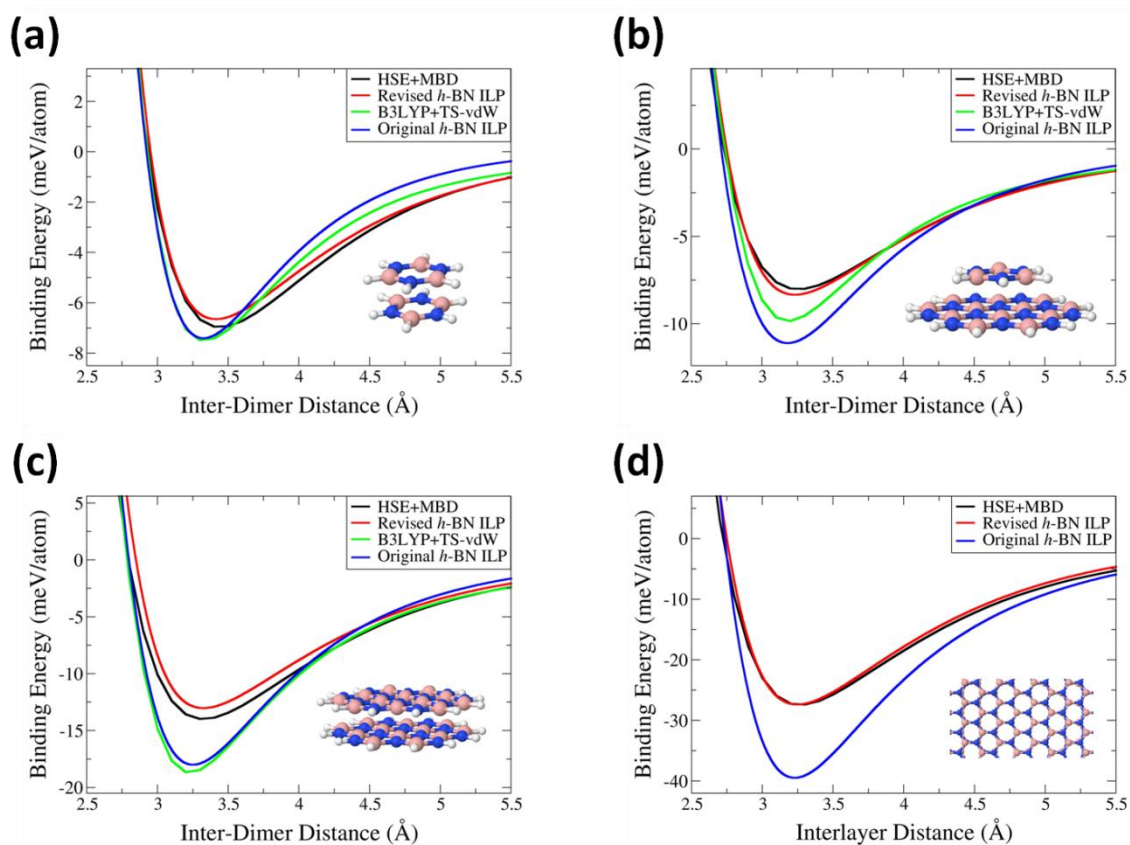 (a)
HSE+MBD
Revised h-BN ILP
B3LYP+TS-vdW
Original h-BN ILP
Binding Energy (meV/atom)
2
0
-2
-4
-6
-8
2.5 3 3.5 4 4.5 5 5.5
Inter-Dimer Distance (Å)
(b)
HSE+MBD
Revised h-BN ILP
B3LYP+TS-vdW
Original h-BN ILP
Binding Energy (meV/atom)
0
-5
-10
2.5 3 3.5 4 4.5 5 5.5
Inter-Dimer Distance (Å)
(c)
HSE+MBD
Revised h-BN ILP
B3LYP+TS-vdW
Original h-BN ILP
Binding Energy (meV/atom)
5
0
-5
-10
-15
-20
2.5 3 3.5 4 4.5 5 5.5
Inter-Dimer Distance (Å)
(d)
HSE+MBD
Revised h-BN ILP
Original h-BN ILP
Binding Energy (meV/atom)
0
-10
-20
-30
-40
2.5 3 3.5 4 4.5 5 5.5
Interlayer Distance (Å)